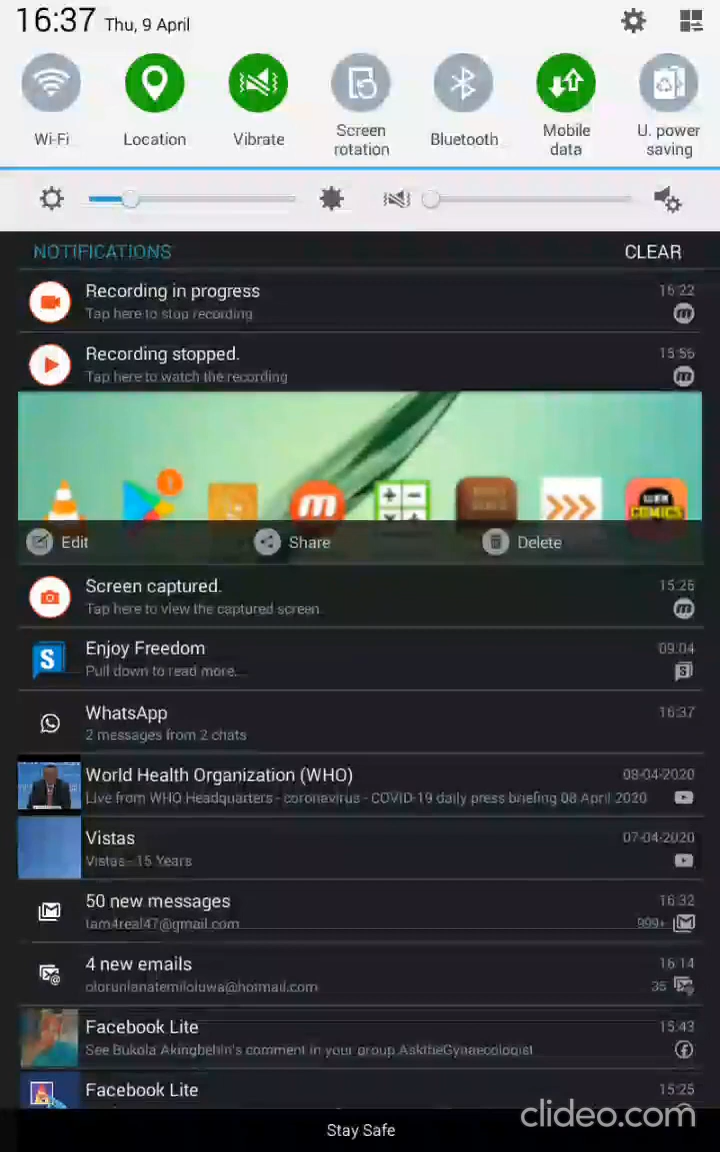 16:37 Thu, 9 April
Wi-Fi
Location
Vibrate
Screen rotation
Bluetooth
Mobile data
U. power saving
NOTIFICATIONS CLEAR
Recording in progress 16:22
Tap here to stop recording
Recording stopped. 15:56
Tap here to watch the recording
COMICS
Edit Share Delete
Screen captured. 15:26
Tap here to view the captured screen.
Enjoy Freedom 09:04
Pull down to read more...
WhatsApp 16:37
2 messages from 2 chats
World Health Organization (WHO) 08-04-2020
Live from WHO Headquarters - coronavirus - COVID-19 daily press briefing 08 April 2020
Vistas 07-04-2020
Vistas - 15 Years
50 new messages 16:32
iam4real47@gmail.com 999+
4 new emails 16:14
olorunlanatemiloluwa@hotmail.com 35
Facebook Lite 15:43
See Bukola Akingbehin's comment in your group AsktheGynaecologist
Facebook Lite 15:25
clideo.com
Stay Safe